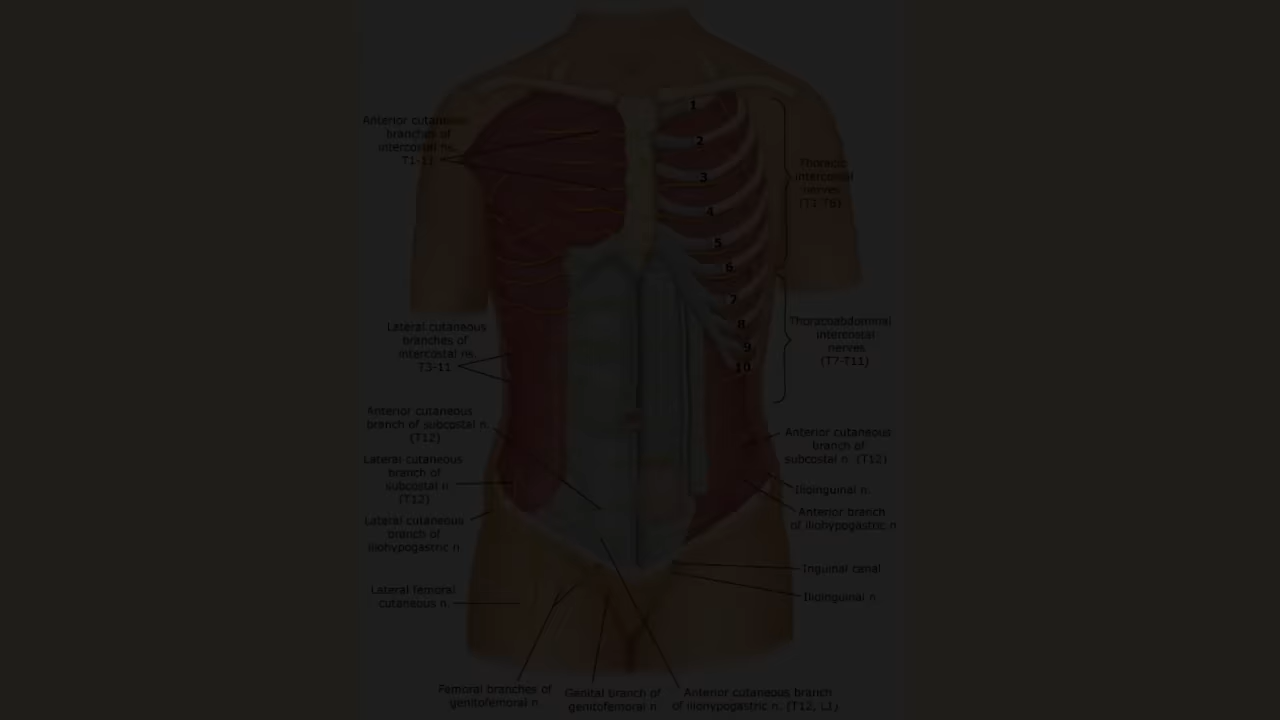 Anterior cutaneous
branches of
intercostal ns.
T1-11
Lateral cutaneous
branches of
intercostal ns.
T3-11
Anterior cutaneous
branch of subcostal n.
(T12)
Lateral cutaneous
branch of
subcostal n.
(T12)
Lateral cutaneous
branch of
iliohypogastric n.
Lateral femoral
cutaneous n.
Femoral branches of
genitofemoral n.
Genital branch of
genitofemoral n.
Anterior cutaneous branch
of iliohypogastric n. (T12, L1)
1
2
3
4
5
6
7
8
9
10
Thoracic
intercostal
nerves
(T1-T6)
Thoracoabdominal
intercostal
nerves
(T7-T11)
Anterior cutaneous
branch of
subcostal n. (T12)
Ilioinguinal n.
Anterior branch
of iliohypogastric n
Inguinal canal
Ilioinguinal n.